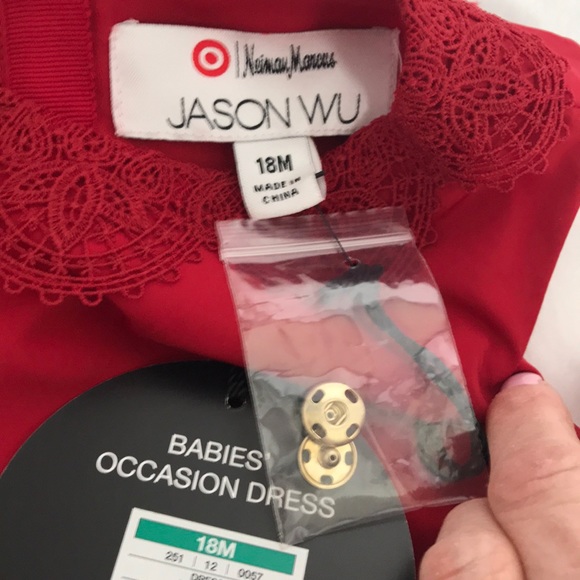 Neiman Marcus
JASON WU
18M
MADE IN
CHINA
BABIES'
OCCASION DRESS
18M
251 12 0057